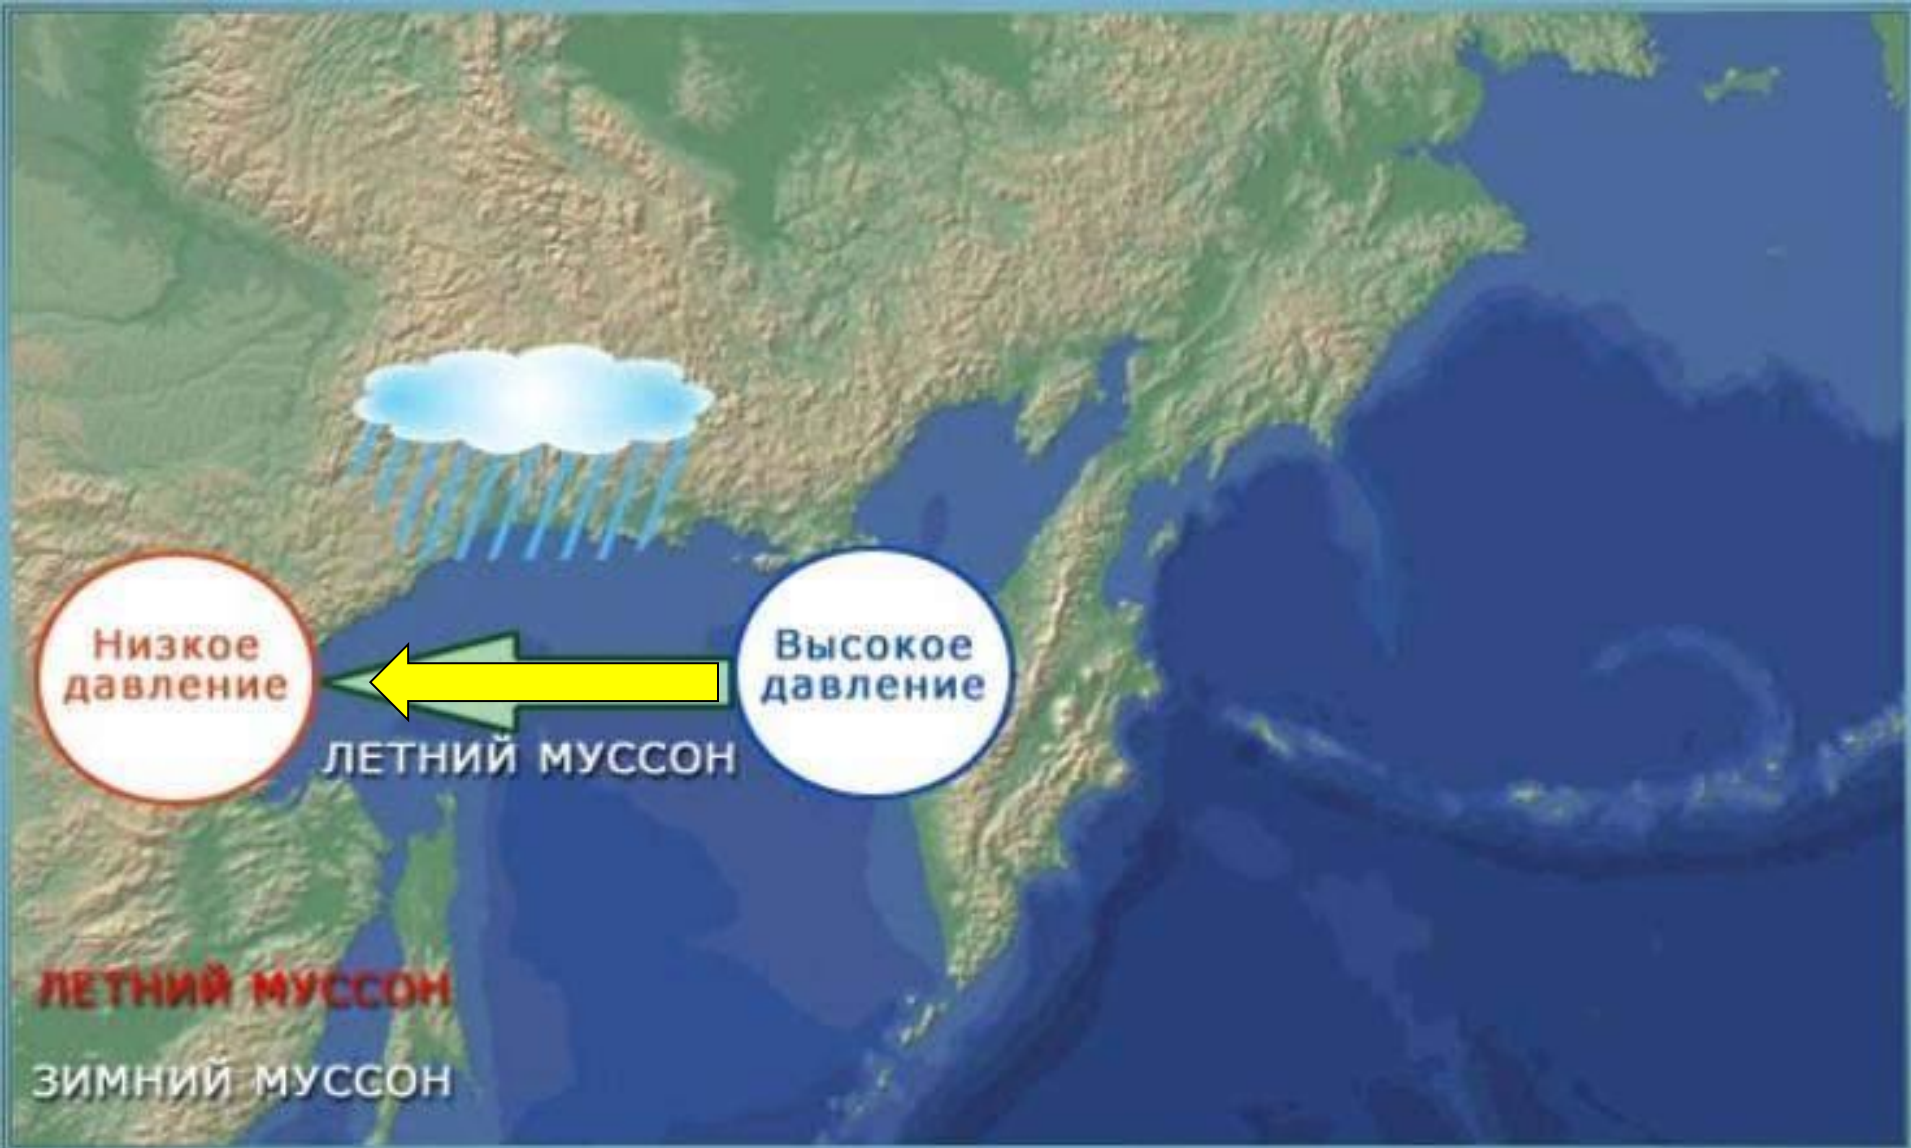 Низкое
давление
Высокое
давление
ЛЕТНИЙ МУССОН
ЛЕТНИЙ МУССОН
ЗИМНИЙ МУССОН